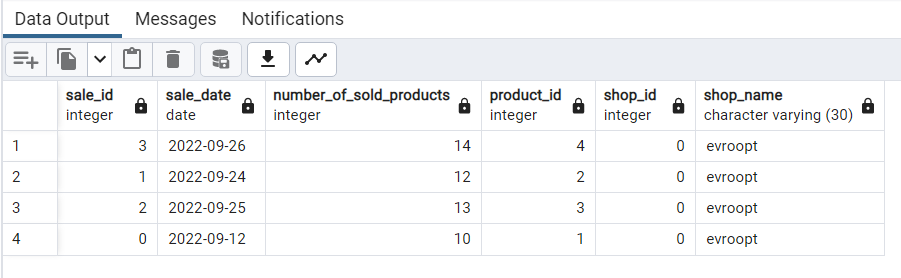 Data Output Messages Notifications
sale_id sale_date number_of_sold_products product_id shop_id shop_name
integer date integer integer integer character varying (30)
1 3 2022-09-26 14 4 0 evroopt
2 1 2022-09-24 12 2 0 evroopt
3 2 2022-09-25 13 3 0 evroopt
4 0 2022-09-12 10 1 0 evroopt